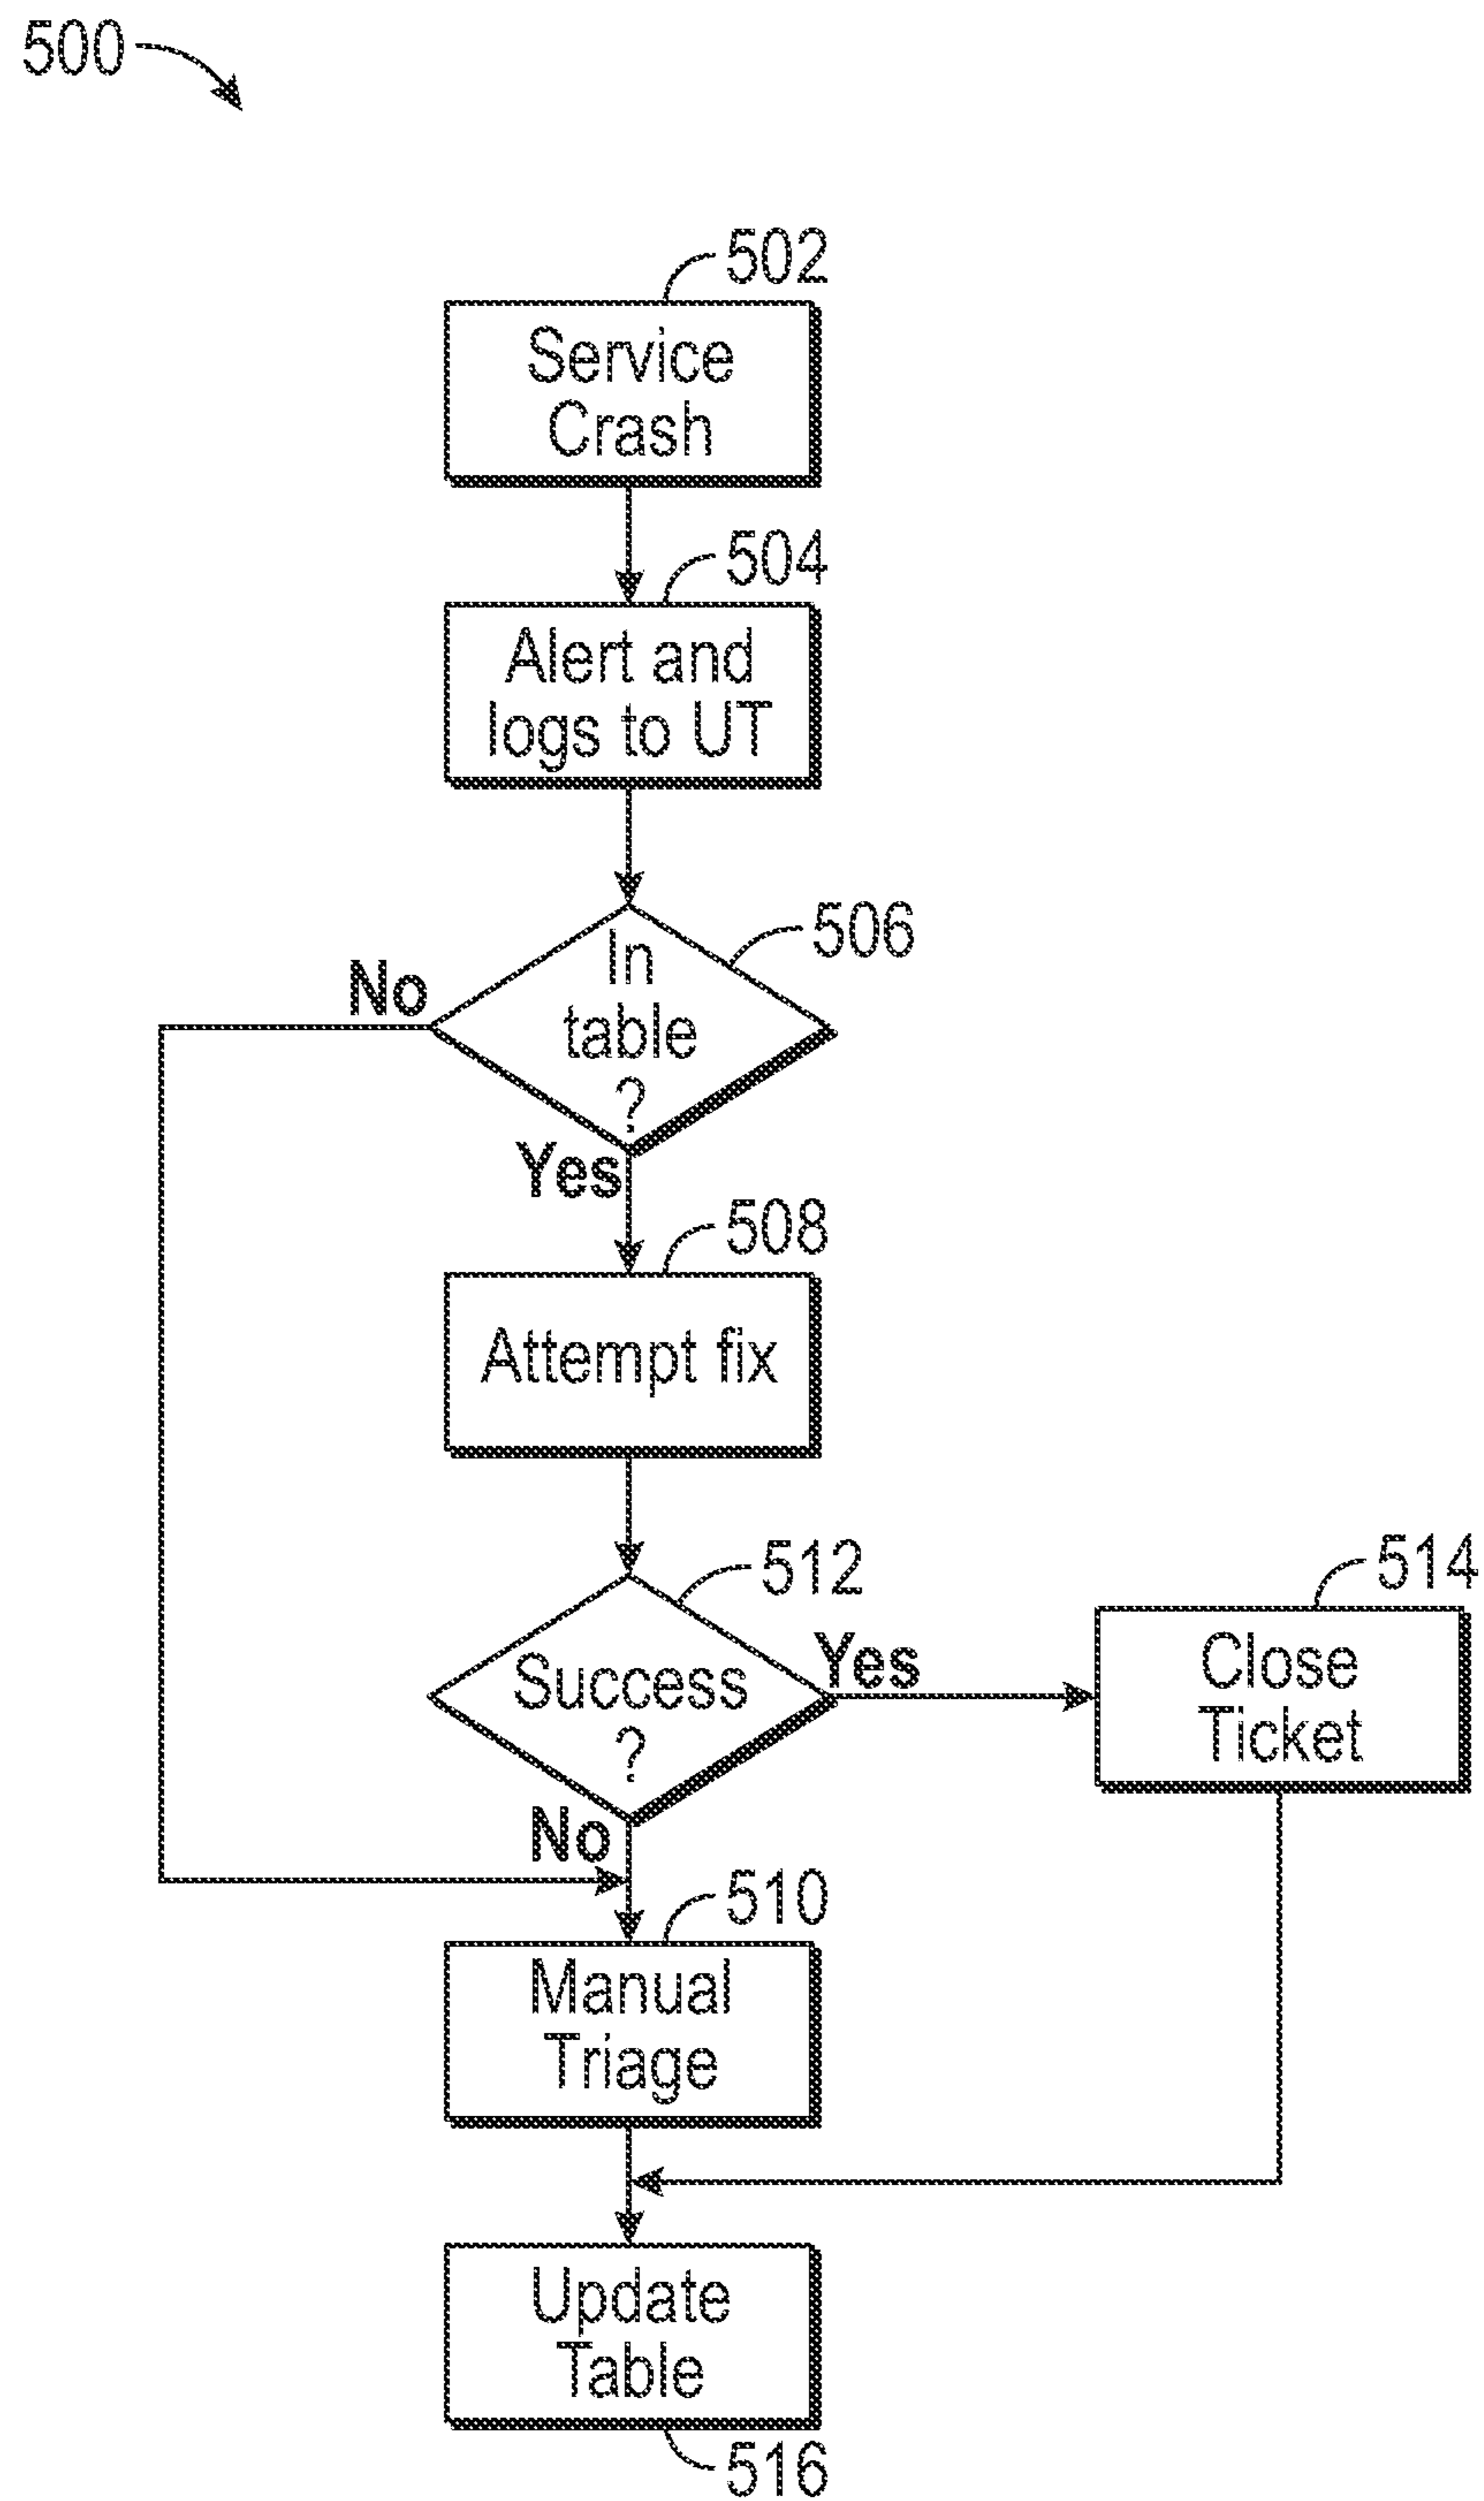 500
502
Service
Crash
504
Alert and
logs to UT
506
In
table
?
No
Yes
508
Attempt fix
512
Success
?
Yes
514
Close
Ticket
No
510
Manual
Triage
Update
Table
516